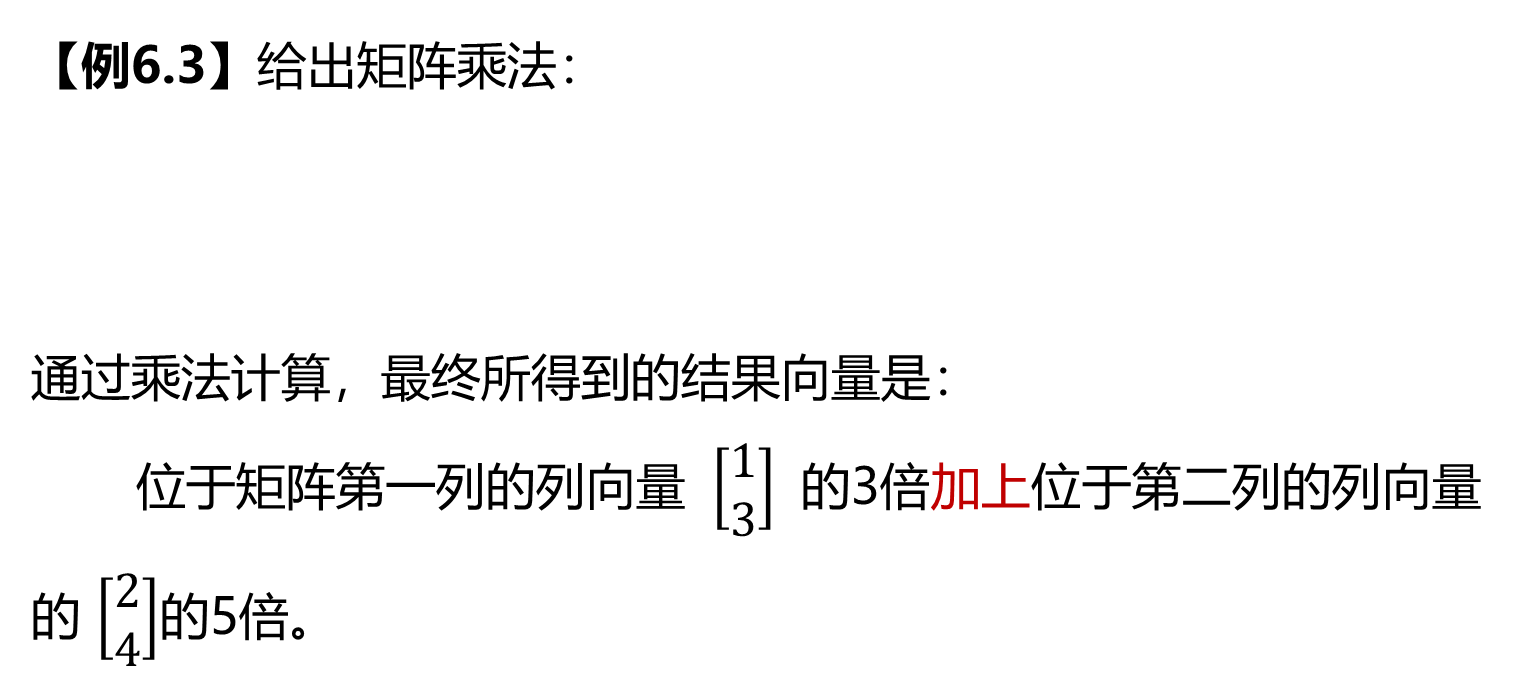 【例6.3】给出矩阵乘法：
通过乘法计算，最终所得到的结果向量是：
位于矩阵第一列的列向量 [1 3] 的3倍加上位于第二列的列向量
的 [2 4]的5倍。